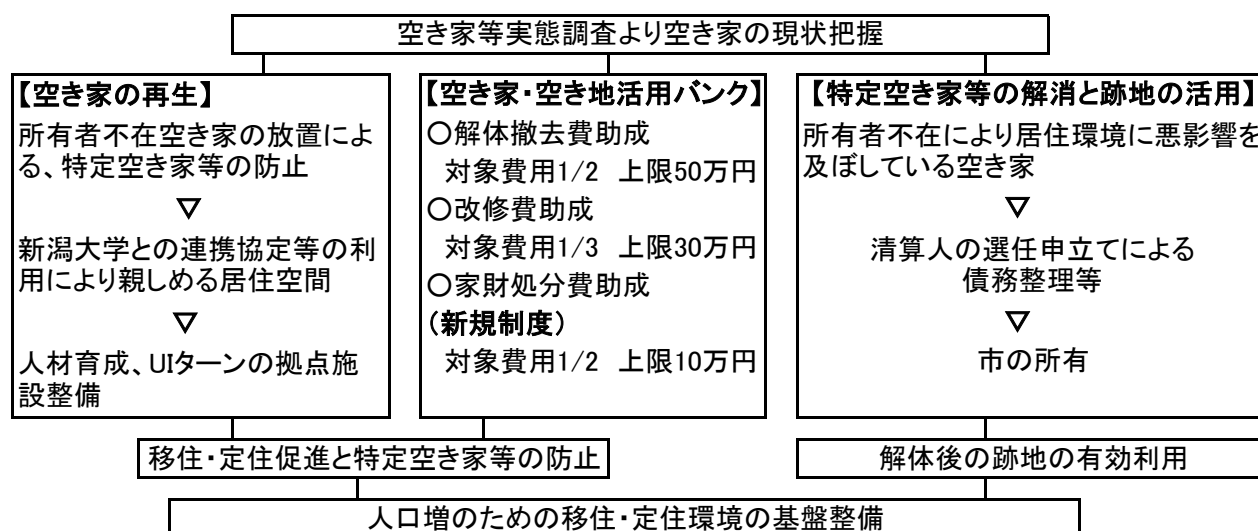 空き家等実態調査より空き家の現状把握
【空き家の再生】
所有者不在空き家の放置によ
る、特定空き家等の防止
▽
新潟大学との連携協定等の利
用により親しめる居住空間
▽
人材育成、UIターンの拠点施
設整備
【空き家・空き地活用バンク】
○解体撤去費助成
対象費用1/2 上限50万円
○改修費助成
対象費用1/3 上限30万円
○家財処分費助成
(新規制度)
対象費用1/2 上限10万円
【特定空き家等の解消と跡地の活用】
所有者不在により居住環境に悪影響を
及ぼしている空き家
▽
清算人の選任申立てによる
債務整理等
▽
市の所有
移住・定住促進と特定空き家等の防止
解体後の跡地の有効利用
人口増のための移住・定住環境の基盤整備